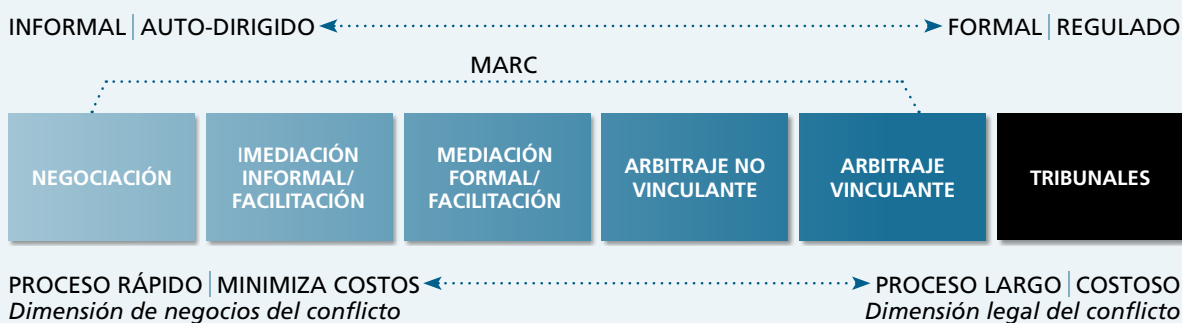 INFORMAL | AUTO-DIRIGIDO
FORMAL | REGULADO
MARC
NEGOCIACIÓN
IMEDIACIÓN
INFORMAL/
FACILITACIÓN
MEDIACIÓN
FORMAL/
FACILITACIÓN
ARBITRAJE NO
VINCULANTE
ARBITRAJE
VINCULANTE
TRIBUNALES
PROCESO RÁPIDO | MINIMIZA COSTOS
Dimensión de negocios del conflicto
PROCESO LARGO | COSTOSO
Dimensión legal del conflicto